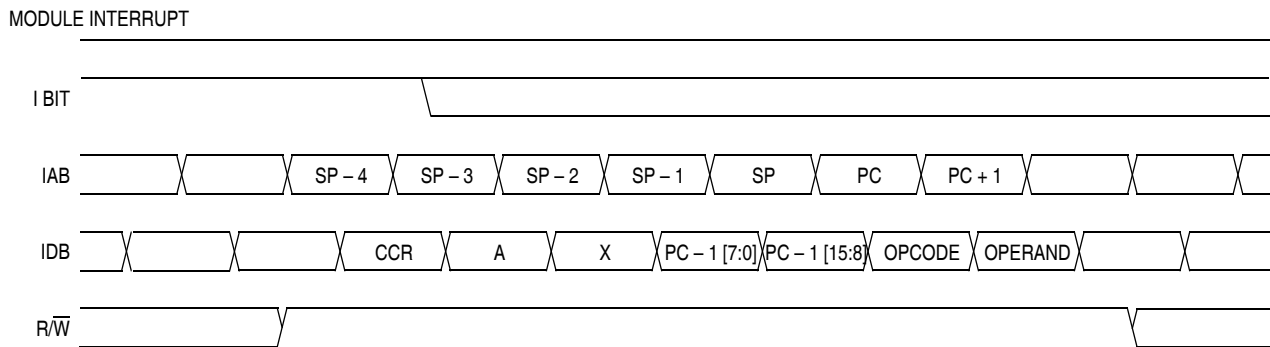 MODULE INTERRUPT
I BIT
IAB SP – 4 SP – 3 SP – 2 SP – 1 SP PC PC + 1
IDB CCR A X PC – 1 [7:0] PC – 1 [15:8] OPCODE OPERAND
R/W̅